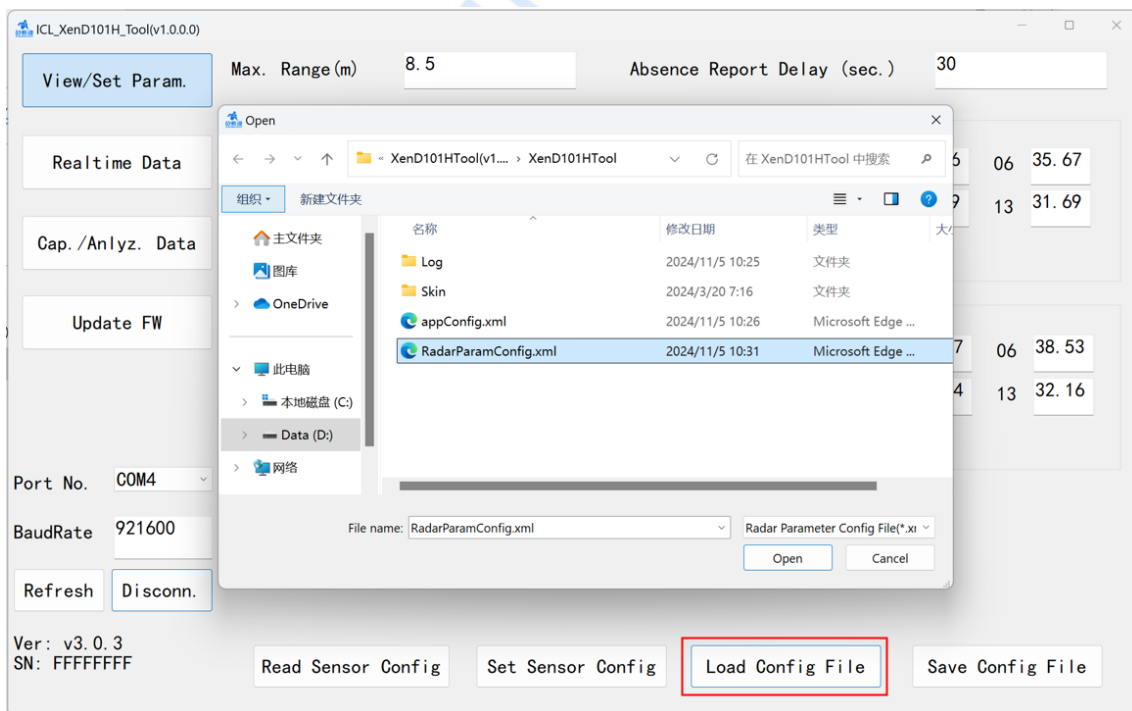 ICL_XenD101H_Tool(v1.0.0.0)
View/Set Param.
Max. Range(m)
8.5
Absence Report Delay (sec.)
30
Realtime Data
Cap./Anlyz. Data
Update FW
Open
« XenD101HTool(v1.... › XenD101HTool
在 XenD101HTool 中搜索
组织
新建文件夹
主文件夹
图库
OneDrive
此电脑
本地磁盘 (C:)
Data (D:)
网络
名称 修改日期 类型 大
Log 2024/11/5 10:25 文件夹
Skin 2024/3/20 7:16 文件夹
appConfig.xml 2024/11/5 10:26 Microsoft Edge ...
RadarParamConfig.xml 2024/11/5 10:31 Microsoft Edge ...
File name: RadarParamConfig.xml
Radar Parameter Config File(*.x
Open
Cancel
6 06 35.67
9 13 31.69
7 06 38.53
4 13 32.16
Port No. COM4
BaudRate 921600
Refresh
Disconn.
Ver: v3.0.3
SN: FFFFFFFF
Read Sensor Config
Set Sensor Config
Load Config File
Save Config File